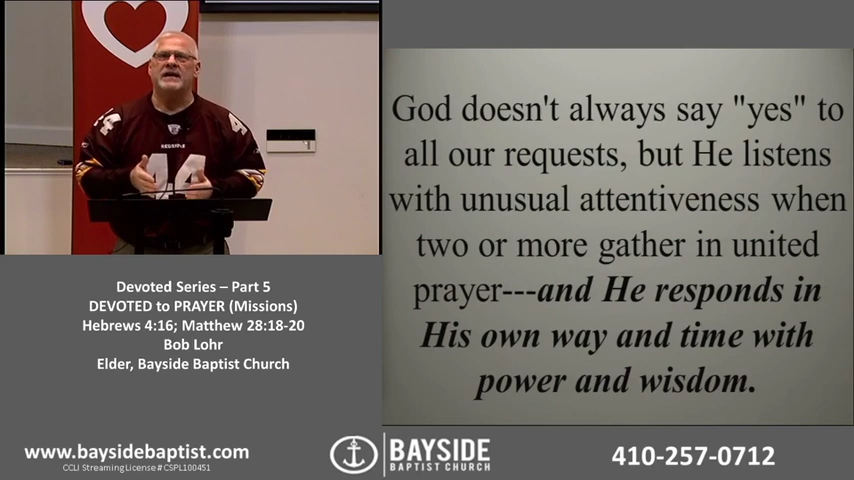 44
REDSKINS
44
44
God doesn't always say "yes" to
all our requests, but He listens
with unusual attentiveness when
two or more gather in united
prayer---and He responds in
His own way and time with
power and wisdom.
Devoted Series – Part 5
DEVOTED to PRAYER (Missions)
Hebrews 4:16; Matthew 28:18-20
Bob Lohr
Elder, Bayside Baptist Church
www.baysidebaptist.com
CCLI Streaming License # CSPL100451
BAYSIDE
BAPTIST CHURCH
410-257-0712